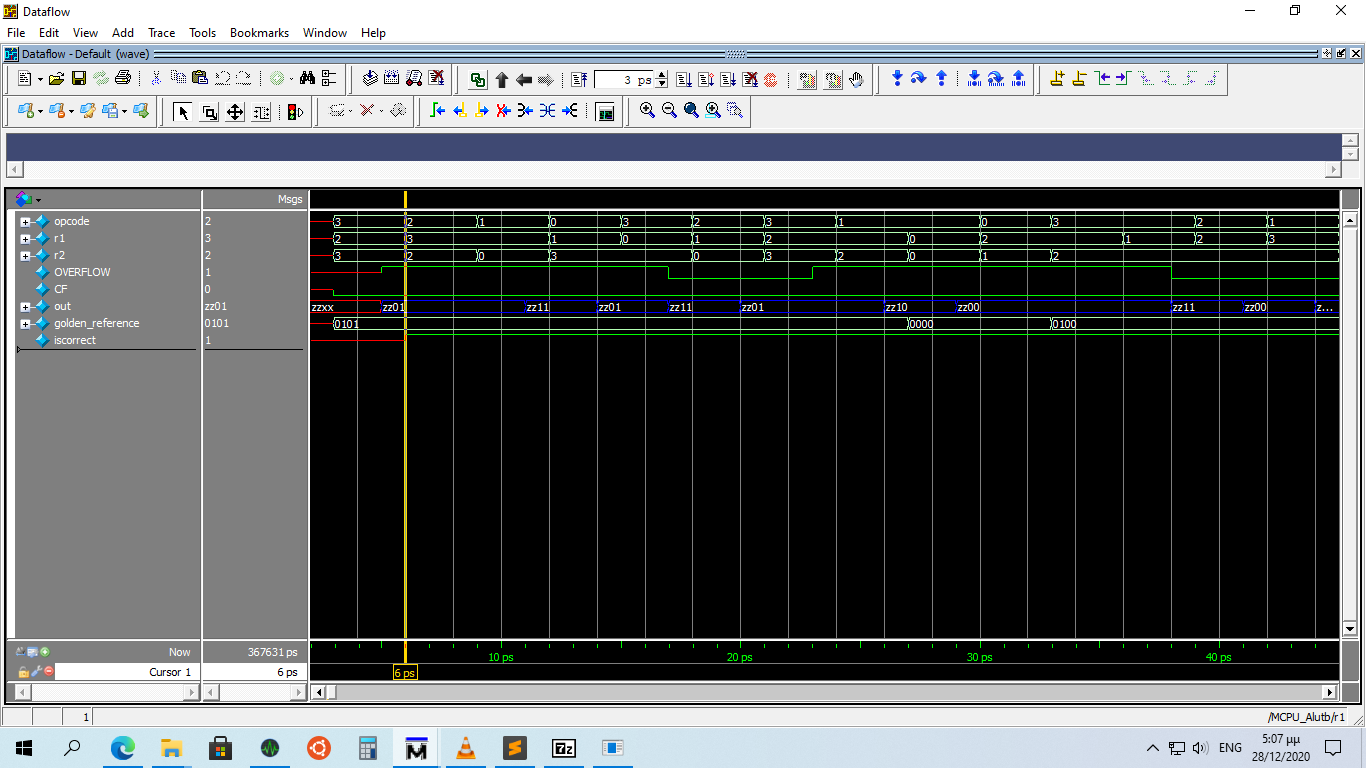 Dataflow
File Edit View Add Trace Tools Bookmarks Window Help
Dataflow - Default (wave)
3 ps
Msgs
opcode 2 3 2 1 0 3 2 3 1 0 3 2 1
r1 3 2 3 1 0 1 2 0 2 1 2 3
r2 2 3 2 0 3 0 3 2 0 1 2
OVERFLOW 1
CF 0
out zz01 zzxx zz01 zz11 zz01 zz11 zz01 zz10 zz00 zz11 zz00 z...
golden_reference 0101 0101 0000 0100
iscorrect 1
Now 367631 ps 10 ps 20 ps 30 ps 40 ps
Cursor 1 6 ps 6 ps
1 /MCPU_Alutb/r1
7z ENG 5:07 μμ
28/12/2020